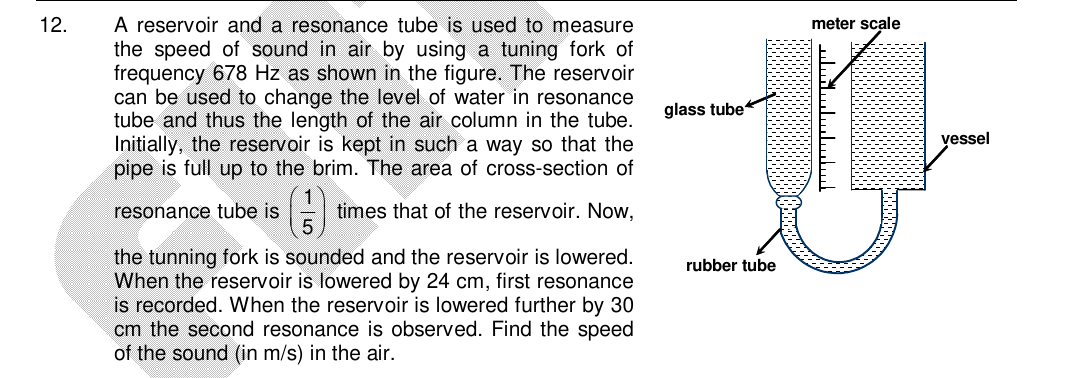 12. A reservoir and a resonance tube is used to measure
the speed of sound in air by using a tuning fork of
frequency 678 Hz as shown in the figure. The reservoir
can be used to change the level of water in resonance
tube and thus the length of the air column in the tube.
Initially, the reservoir is kept in such a way so that the
pipe is full up to the brim. The area of cross-section of
resonance tube is (1/5) times that of the reservoir. Now,
the tunning fork is sounded and the reservoir is lowered.
When the reservoir is lowered by 24 cm, first resonance
is recorded. When the reservoir is lowered further by 30
cm the second resonance is observed. Find the speed
of the sound (in m/s) in the air.
meter scale
glass tube
vessel
rubber tube